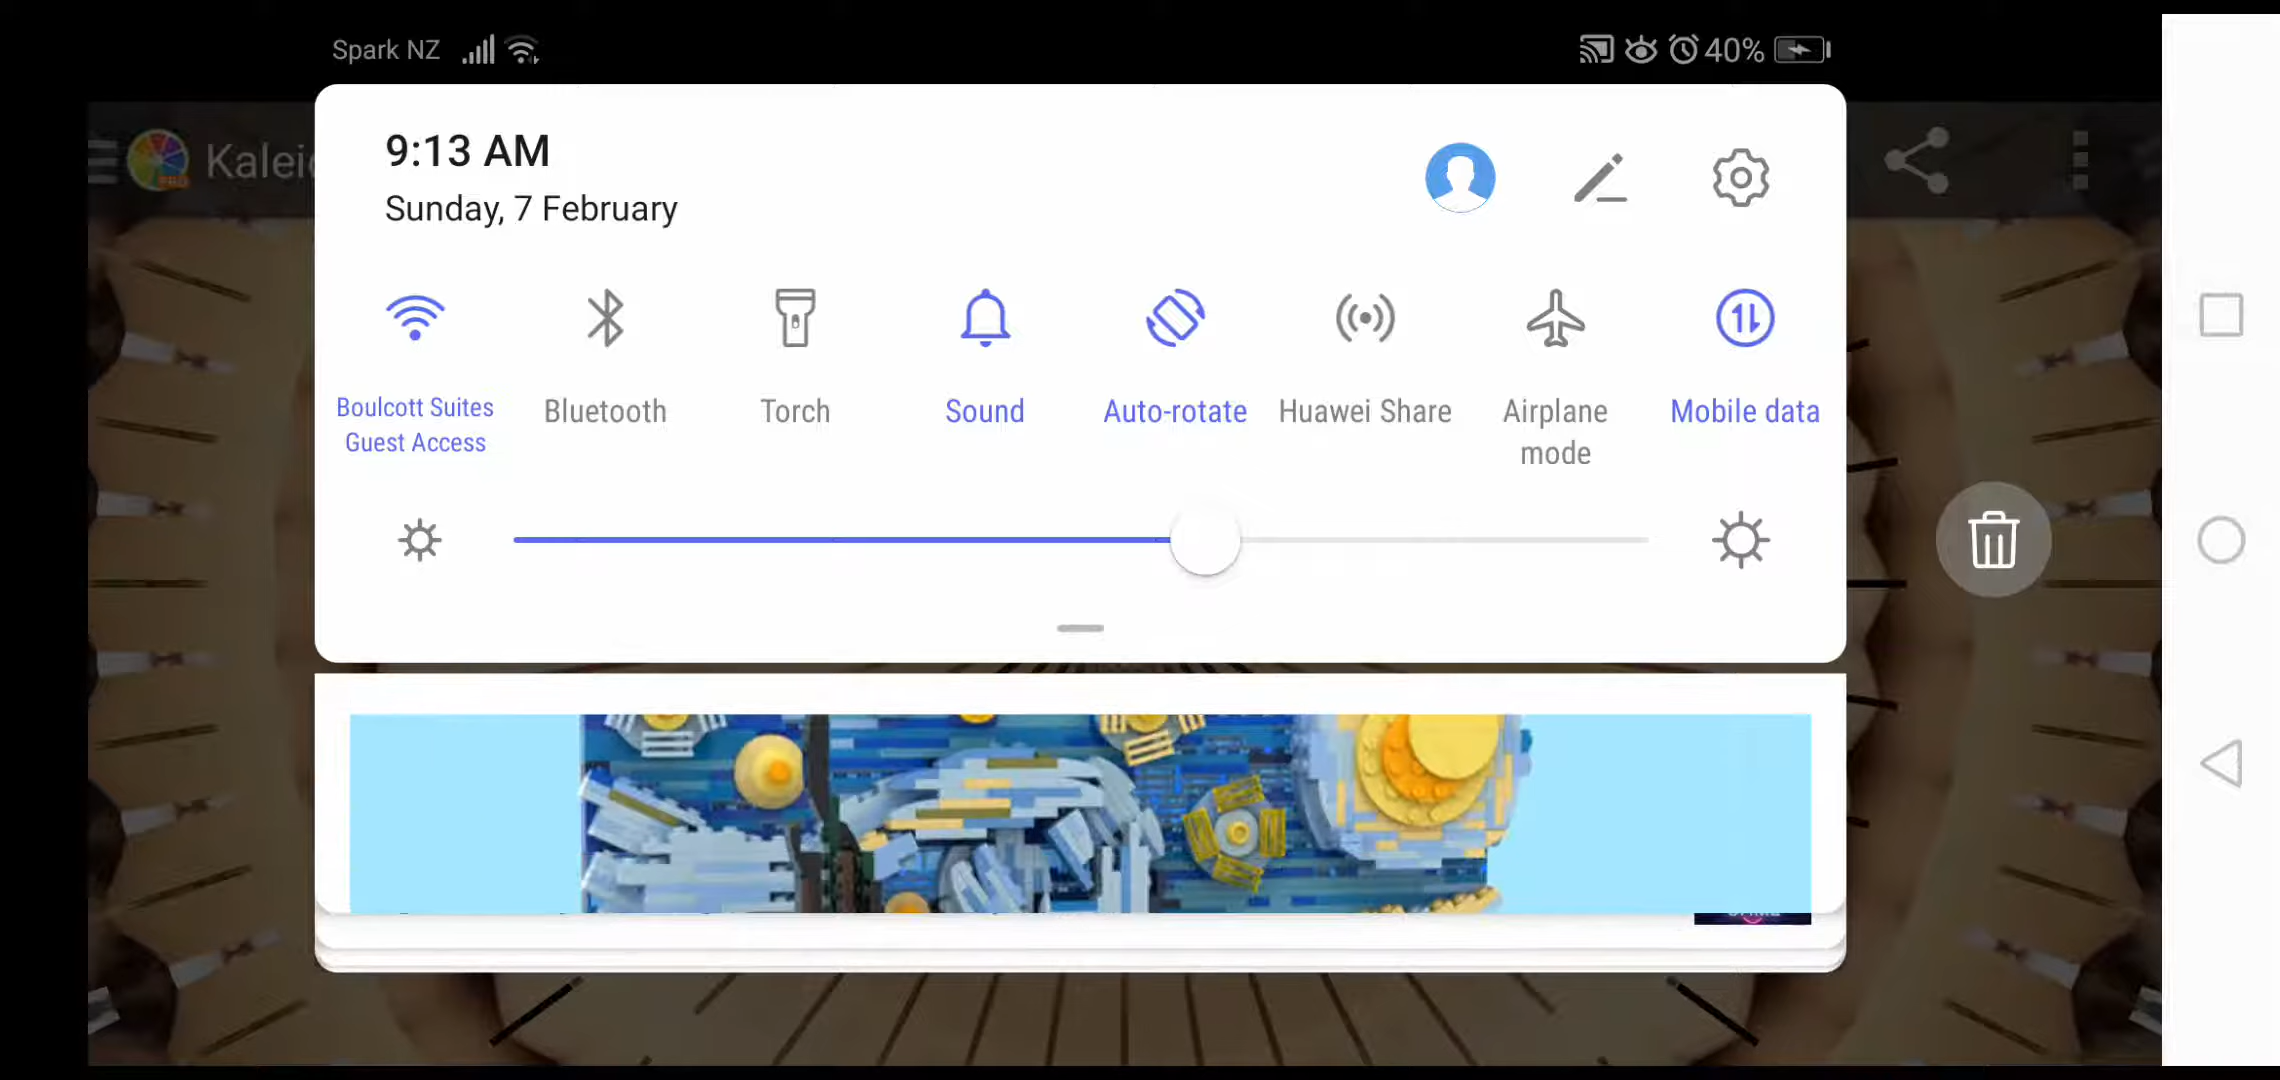 Spark NZ
40%
Kalei
PRO
9:13 AM
Sunday, 7 February
Boulcott Suites
Guest Access
Bluetooth
Torch
Sound
Auto-rotate
Huawei Share
Airplane
mode
Mobile data